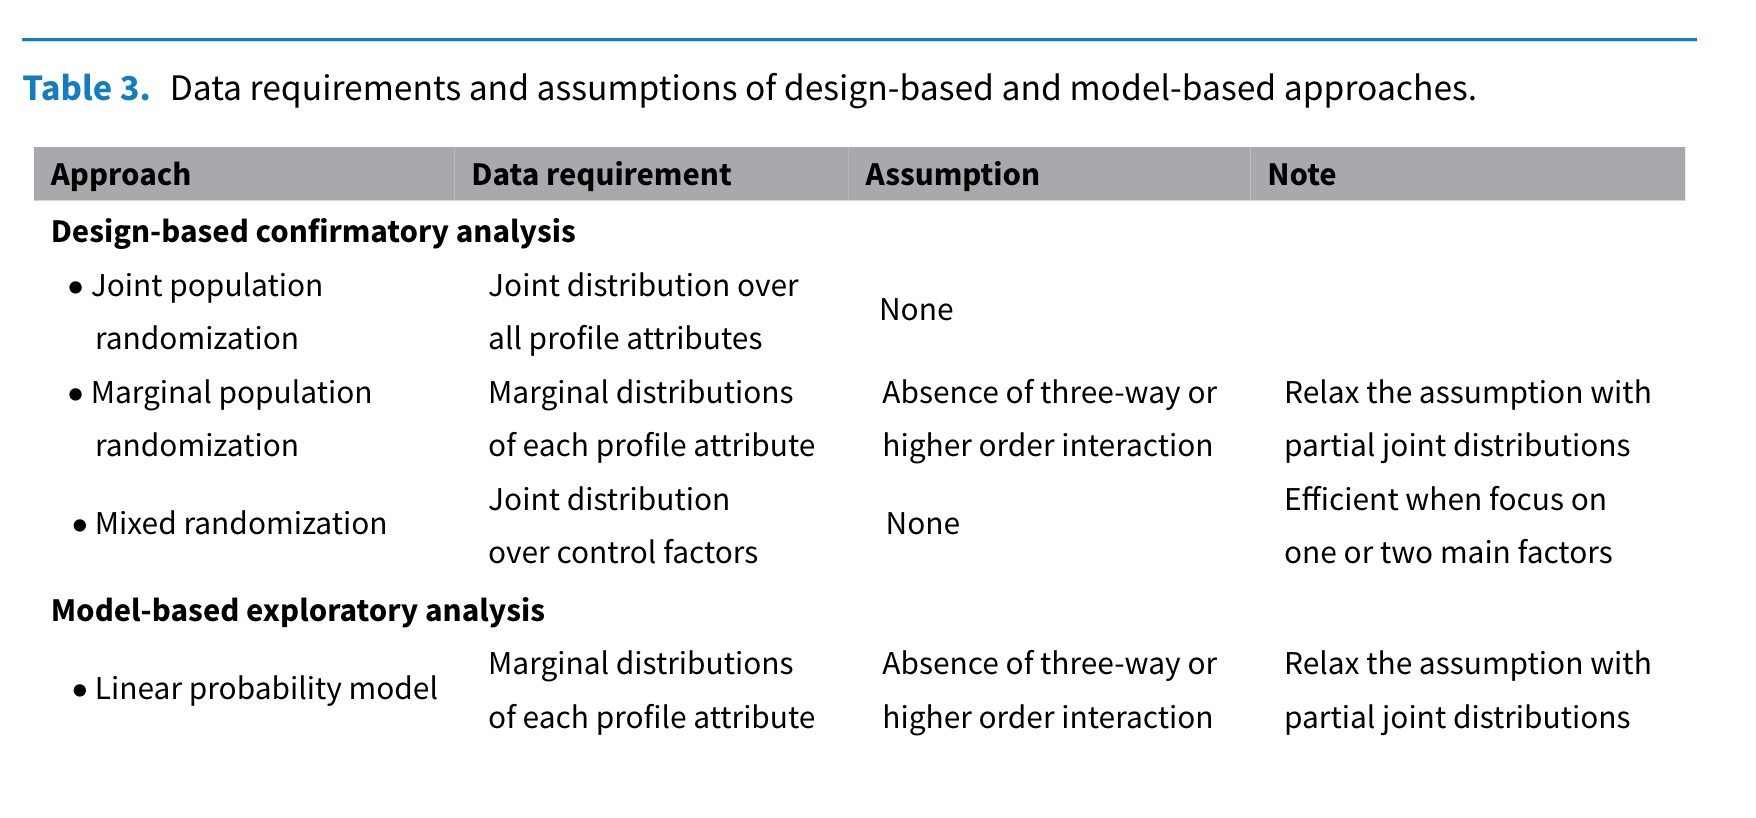 Table 3. Data requirements and assumptions of design-based and model-based approaches.
Approach Data requirement Assumption Note
Design-based confirmatory analysis
• Joint population randomization
Joint distribution over
all profile attributes
None
• Marginal population
randomization
Marginal distributions
of each profile attribute
Absence of three-way or
higher order interaction
Relax the assumption with
partial joint distributions
• Mixed randomization
Joint distribution
over control factors
None
Efficient when focus on
one or two main factors
Model-based exploratory analysis
• Linear probability model
Marginal distributions
of each profile attribute
Absence of three-way or
higher order interaction
Relax the assumption with
partial joint distributions